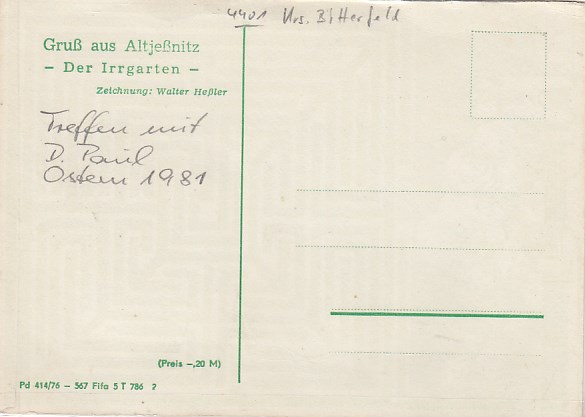 4401 Krs. Bitterfeld
Gruß aus Altjeßnitz
– Der Irrgarten –
Zeichnung: Walter Heßler
Treffen mit
D. Paul
Ostern 1981
(Preis –,20 M)
Pd 414/76 – 567 Fifa 5 T 786 2